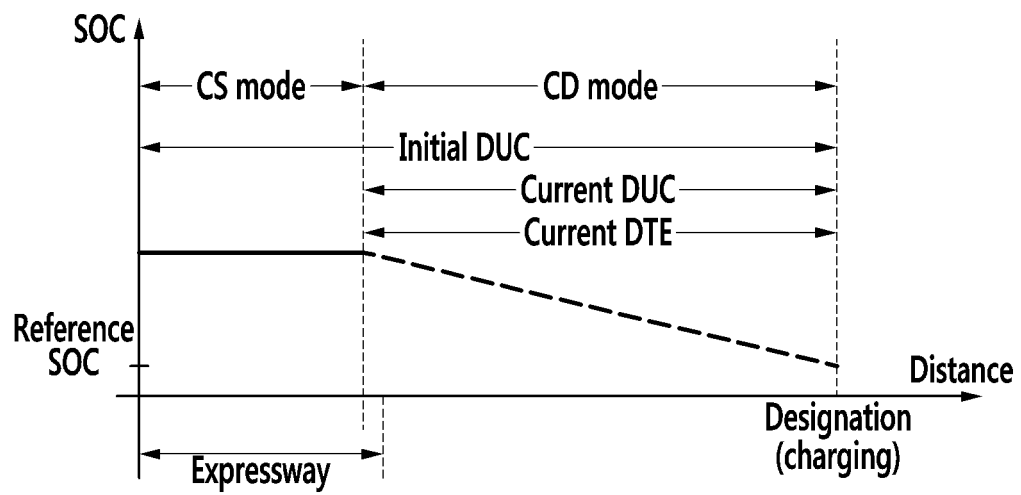 SOC
CS mode
CD mode
Initial DUC
Current DUC
Current DTE
Reference
SOC
Distance
Designation
(charging)
Expressway